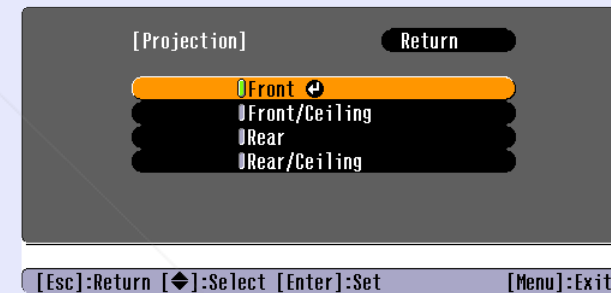 [Projection] Return
Front
Front/Ceiling
Rear
Rear/Ceiling
[Esc]:Return [◆]:Select [Enter]:Set [Menu]:Exit